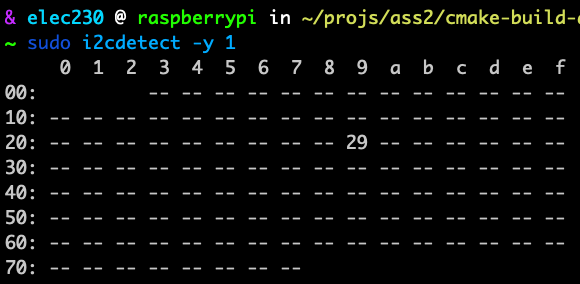 & elec230 @ raspberrypi in ~/projs/ass2/cmake-build-
~ sudo i2cdetect -y 1
     0  1  2  3  4  5  6  7  8  9  a  b  c  d  e  f
00:          -- -- -- -- -- -- -- -- -- -- -- -- --
10: -- -- -- -- -- -- -- -- -- -- -- -- -- -- -- --
20: -- -- -- -- -- -- -- -- -- 29 -- -- -- -- -- --
30: -- -- -- -- -- -- -- -- -- -- -- -- -- -- -- --
40: -- -- -- -- -- -- -- -- -- -- -- -- -- -- -- --
50: -- -- -- -- -- -- -- -- -- -- -- -- -- -- -- --
60: -- -- -- -- -- -- -- -- -- -- -- -- -- -- -- --
70: -- -- -- -- -- -- -- --